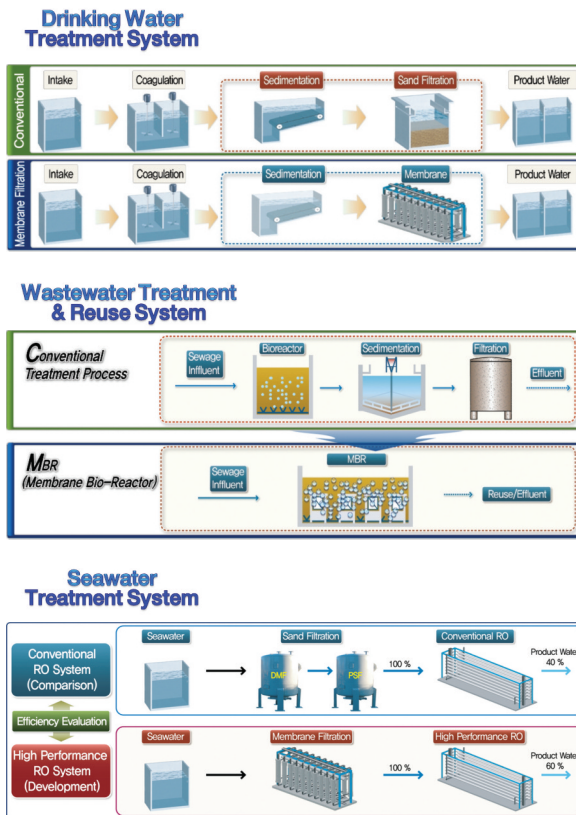 Drinking Water
Treatment System
Conventional
Intake
Coagulation
Sedimentation
Sand Filtration
Product Water
Membrane Filtration
Intake
Coagulation
Sedimentation
Membrane
Product Water
Wastewater Treatment
& Reuse System
Conventional
Treatment Process
Sewage
Inffluent
Bioreactor
Sedimentation
Filtration
Effluent
MBR
(Membrane Bio-Reactor)
Sewage
Influent
MBR
Reuse/Effluent
Seawater
Treatment System
Conventional
RO System
(Comparison)
Seawater
Sand Filtration
DMF
PSF
100 %
Conventional RO
Product Water
40 %
Efficiency Evaluation
High Performance
RO System
(Development)
Seawater
Membrane Filtration
100 %
High Performance RO
Product Water
60 %